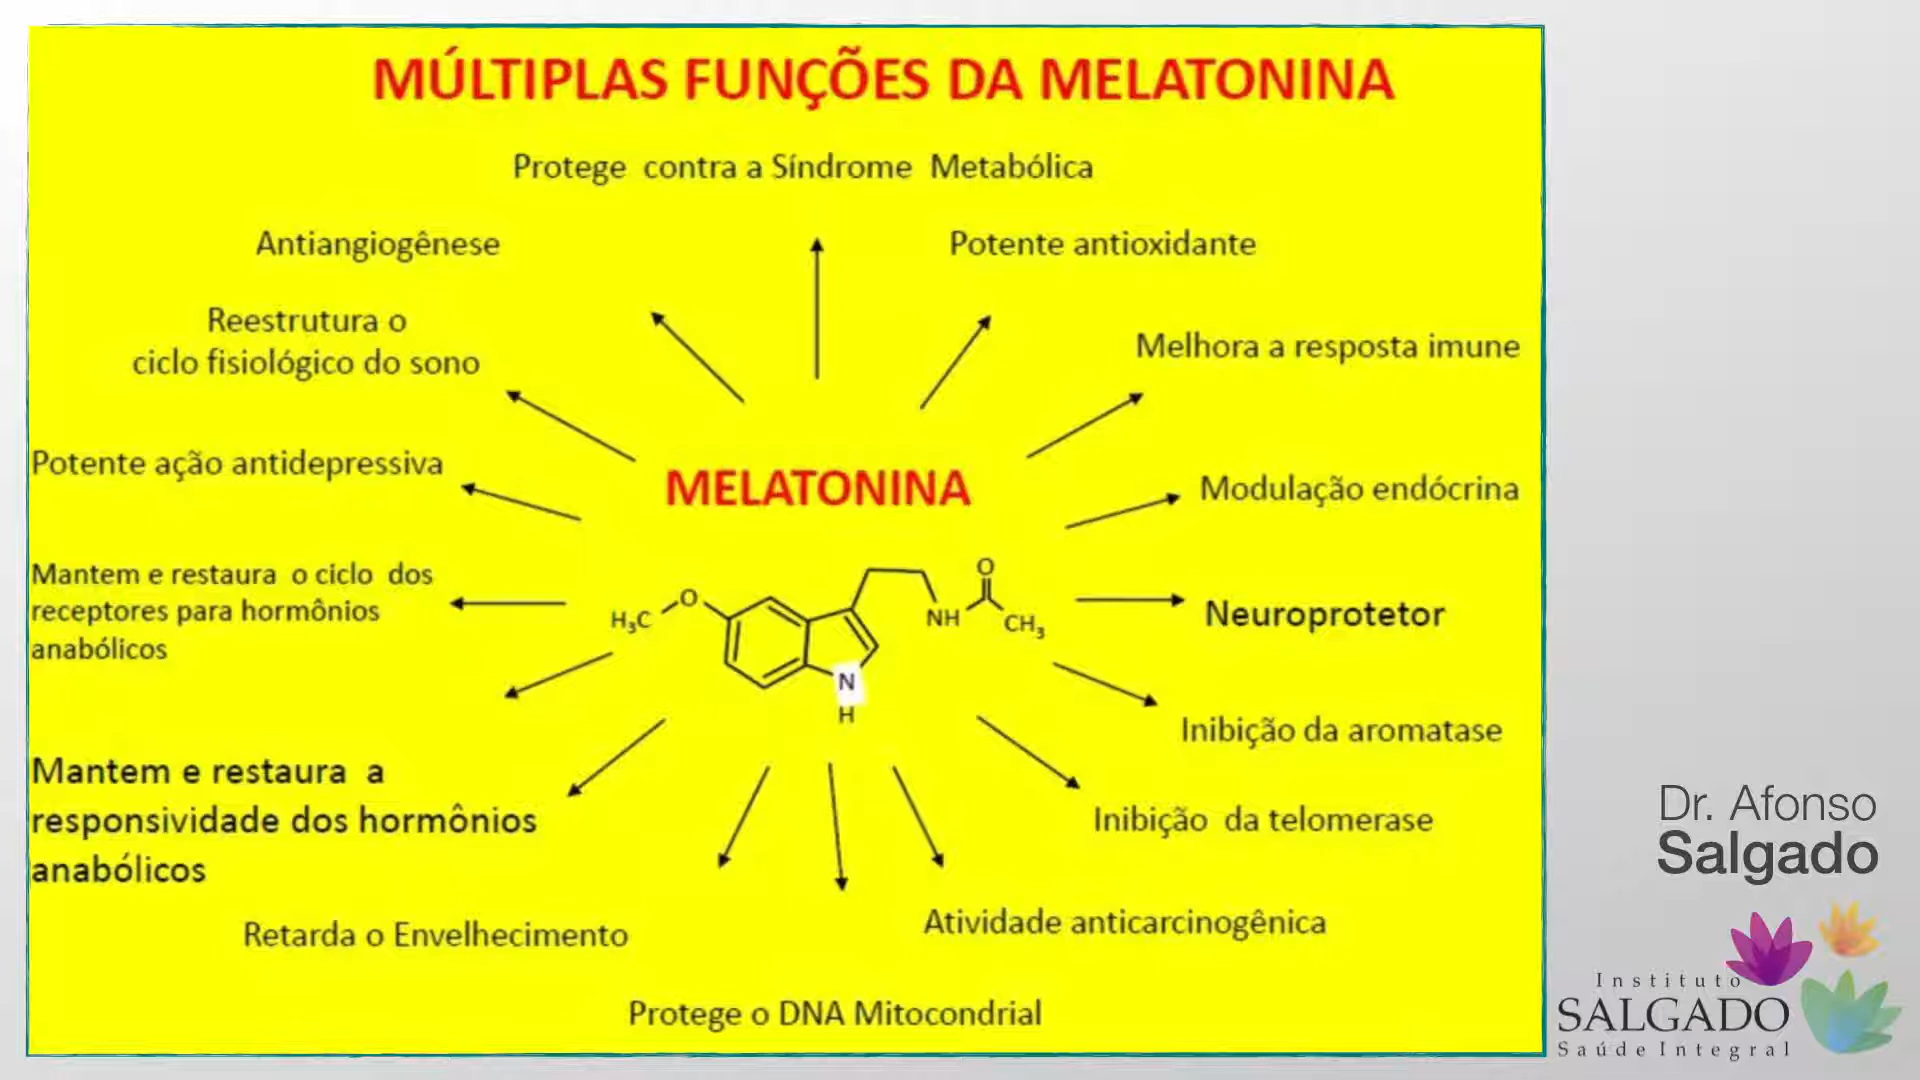 MÚLTIPLAS FUNÇÕES DA MELATONINA
Protege contra a Síndrome Metabólica
Antiangiogênese
Potente antioxidante
Reestrutura o
ciclo fisiológico do sono
Melhora a resposta imune
Potente ação antidepressiva
MELATONINA
Modulação endócrina
Mantem e restaura o ciclo dos
receptores para hormônios
anabólicos
H₃C
O
O
NH
CH₃
N
H
Neuroprotetor
Inibição da aromatase
Mantem e restaura a
responsividade dos hormônios
anabólicos
Inibição da telomerase
Retarda o Envelhecimento
Atividade anticarcinogênica
Protege o DNA Mitocondrial
Dr. Afonso
Salgado
Instituto
SALGADO
Saúde Integral